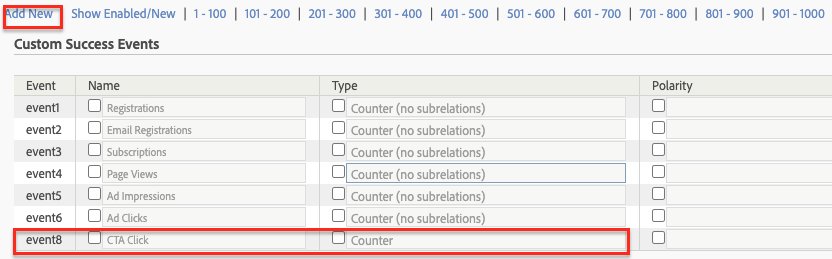 Add New Show Enabled/New | 1 - 100 | 101 - 200 | 201 - 300 | 301 - 400 | 401 - 500 | 501 - 600 | 601 - 700 | 701 - 800 | 801 - 900 | 901 - 1000
Custom Success Events
Event Name Type Polarity
event1 Registrations Counter (no subrelations)
event2 Email Registrations Counter (no subrelations)
event3 Subscriptions Counter (no subrelations)
event4 Page Views Counter (no subrelations)
event5 Ad Impressions Counter (no subrelations)
event6 Ad Clicks Counter (no subrelations)
event8 CTA Click Counter